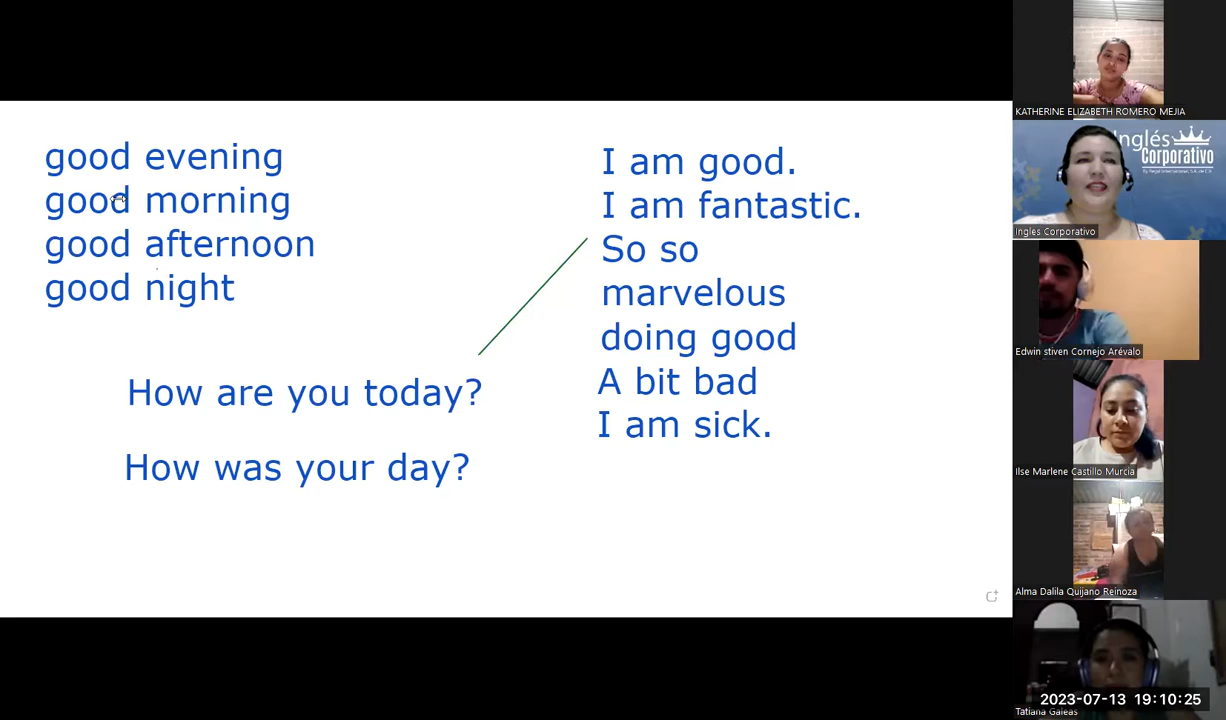 good evening
good morning
good afternoon
good night
How are you today?
How was your day?
I am good.
I am fantastic.
So so
marvelous
doing good
A bit bad
I am sick.
KATHERINE ELIZABETH ROMERO MEJIA
Inglés
Corporativo
Ingles Corporativo
Edwin stiven Cornejo Arévalo
Ilse Marlene Castillo Murcia
Alma Dalila Quijano Reinoza
2023-07-13 19:10:25
Tatiana Galeas